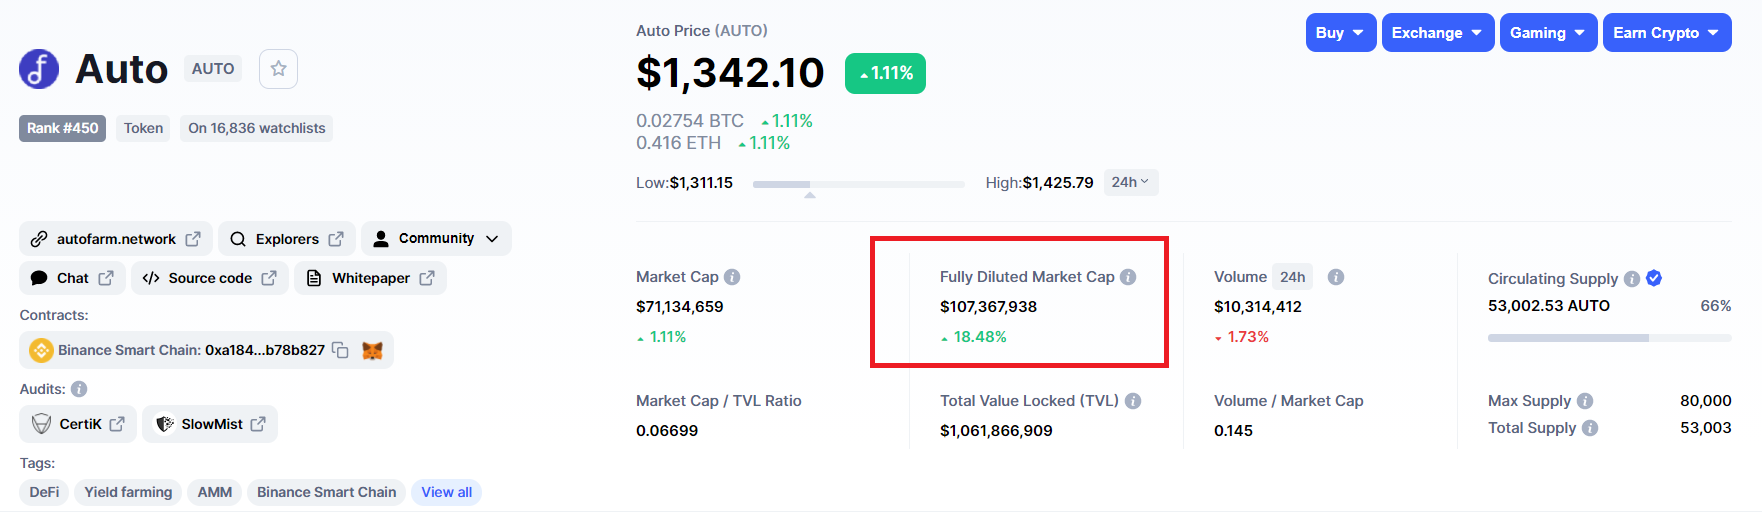 Auto AUTO
Rank #450 Token On 16,836 watchlists
autofarm.network Explorers Community
Chat Source code Whitepaper
Contracts:
Binance Smart Chain: 0xa184...b78b827
Audits:
CertiK SlowMist
Tags:
DeFi Yield farming AMM Binance Smart Chain View all
Auto Price (AUTO)
$1,342.10 1.11%
0.02754 BTC 1.11%
0.416 ETH 1.11%
Low:$1,311.15 High:$1,425.79 24h
Buy Exchange Gaming Earn Crypto
Market Cap
$71,134,659
1.11%
Fully Diluted Market Cap
$107,367,938
18.48%
Volume 24h
$10,314,412
1.73%
Circulating Supply
53,002.53 AUTO 66%
Market Cap / TVL Ratio
0.06699
Total Value Locked (TVL)
$1,061,866,909
Volume / Market Cap
0.145
Max Supply 80,000
Total Supply 53,003